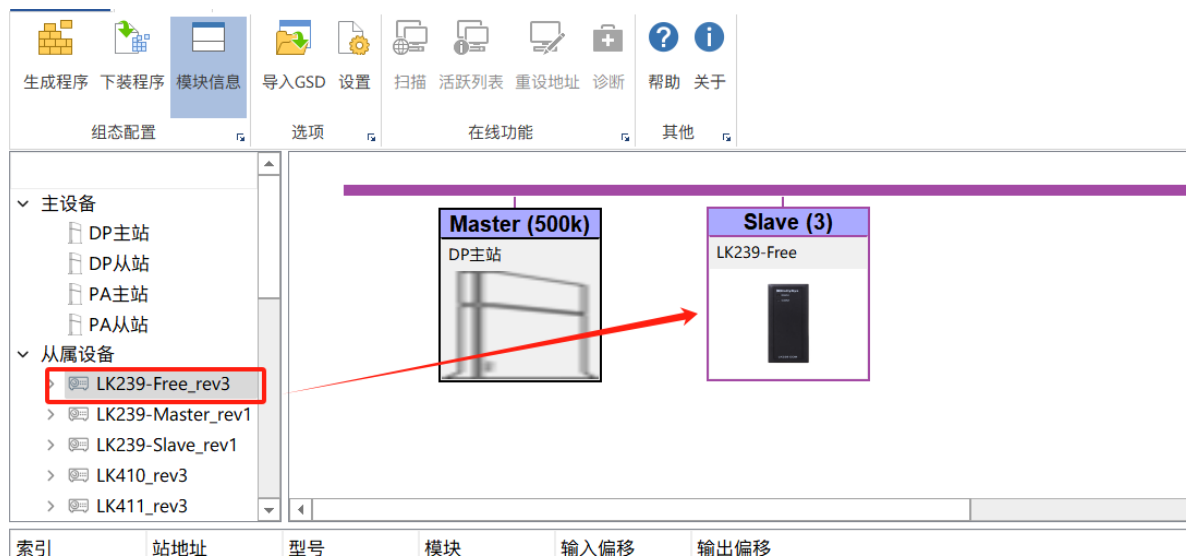 生成程序 下装程序 模块信息 导入GSD 设置 扫描 活跃列表 重设地址 诊断 帮助 关于
组态配置 选项 在线功能 其他
主设备
DP主站
DP从站
PA主站
PA从站
从属设备
LK239-Free_rev3
LK239-Master_rev1
LK239-Slave_rev1
LK410_rev3
LK411_rev3
Master (500k)
DP主站
Slave (3)
LK239-Free
索引 站地址 型号 模块 输入偏移 输出偏移